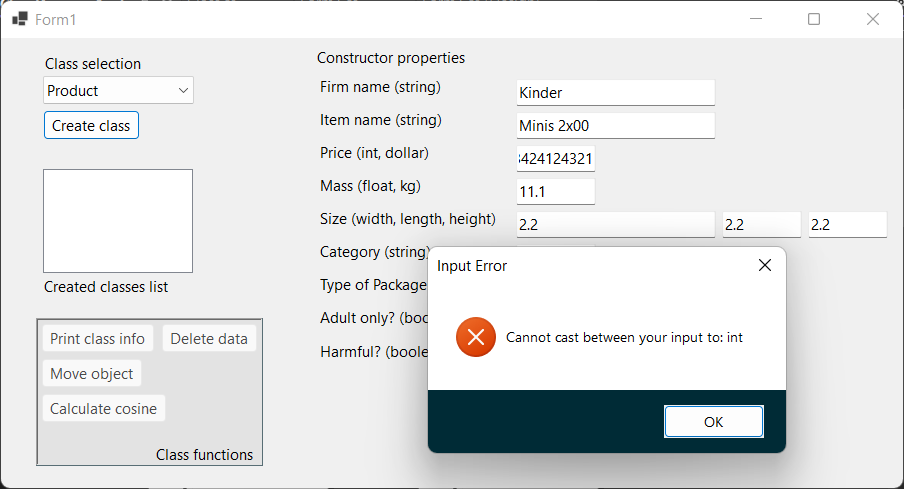 Form1
Class selection
Product
Create class
Created classes list
Print class info
Delete data
Move object
Calculate cosine
Class functions
Constructor properties
Firm name (string)
Kinder
Item name (string)
Minis 2x00
Price (int, dollar)
424124321
Mass (float, kg)
11.1
Size (width, length, height)
2.2
2.2
2.2
Category (string)
Type of Package
Adult only? (boo
Harmful? (boole
Input Error
Cannot cast between your input to: int
OK